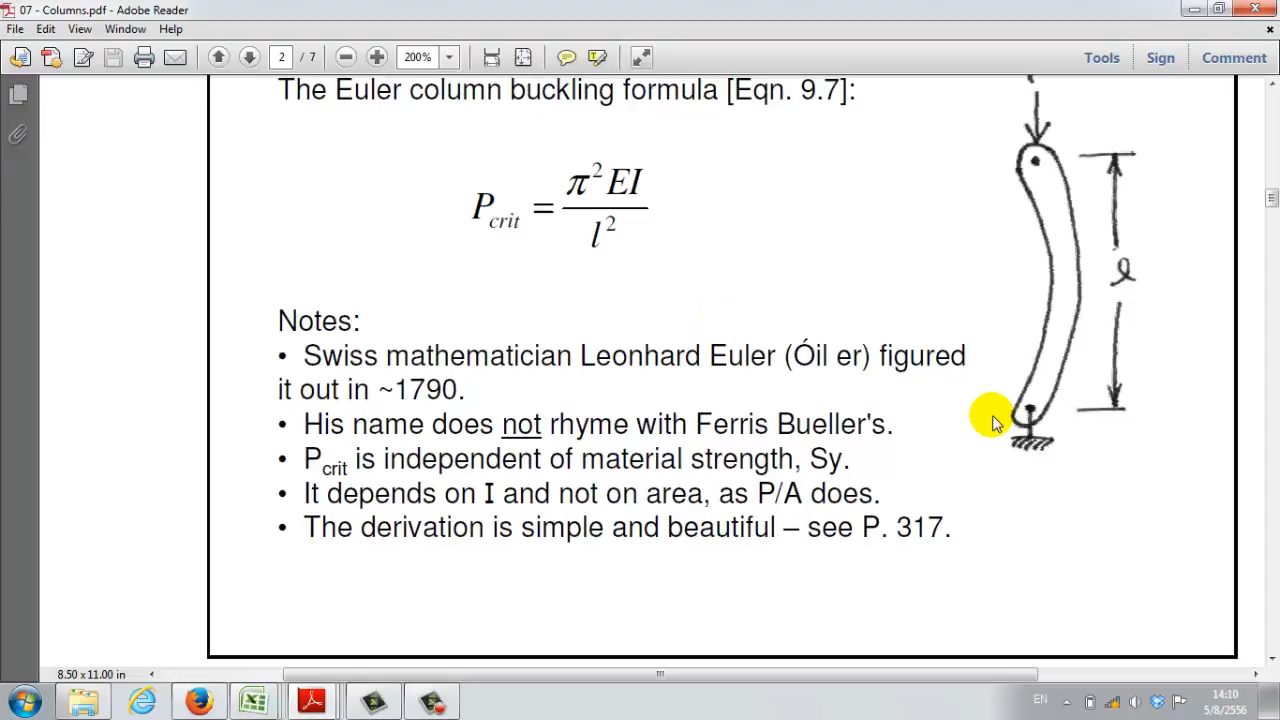 07 - Columns.pdf - Adobe Reader
File Edit View Window Help
2 / 7 200% Tools Sign Comment
The Euler column buckling formula [Eqn. 9.7]:
P_crit = π²EI / l²
l
Notes:
• Swiss mathematician Leonhard Euler (Óil er) figured
it out in ~1790.
• His name does not rhyme with Ferris Bueller's.
• P_crit is independent of material strength, Sy.
• It depends on I and not on area, as P/A does.
• The derivation is simple and beautiful – see P. 317.
8.50 x 11.00 in
EN 14:10
5/8/2556